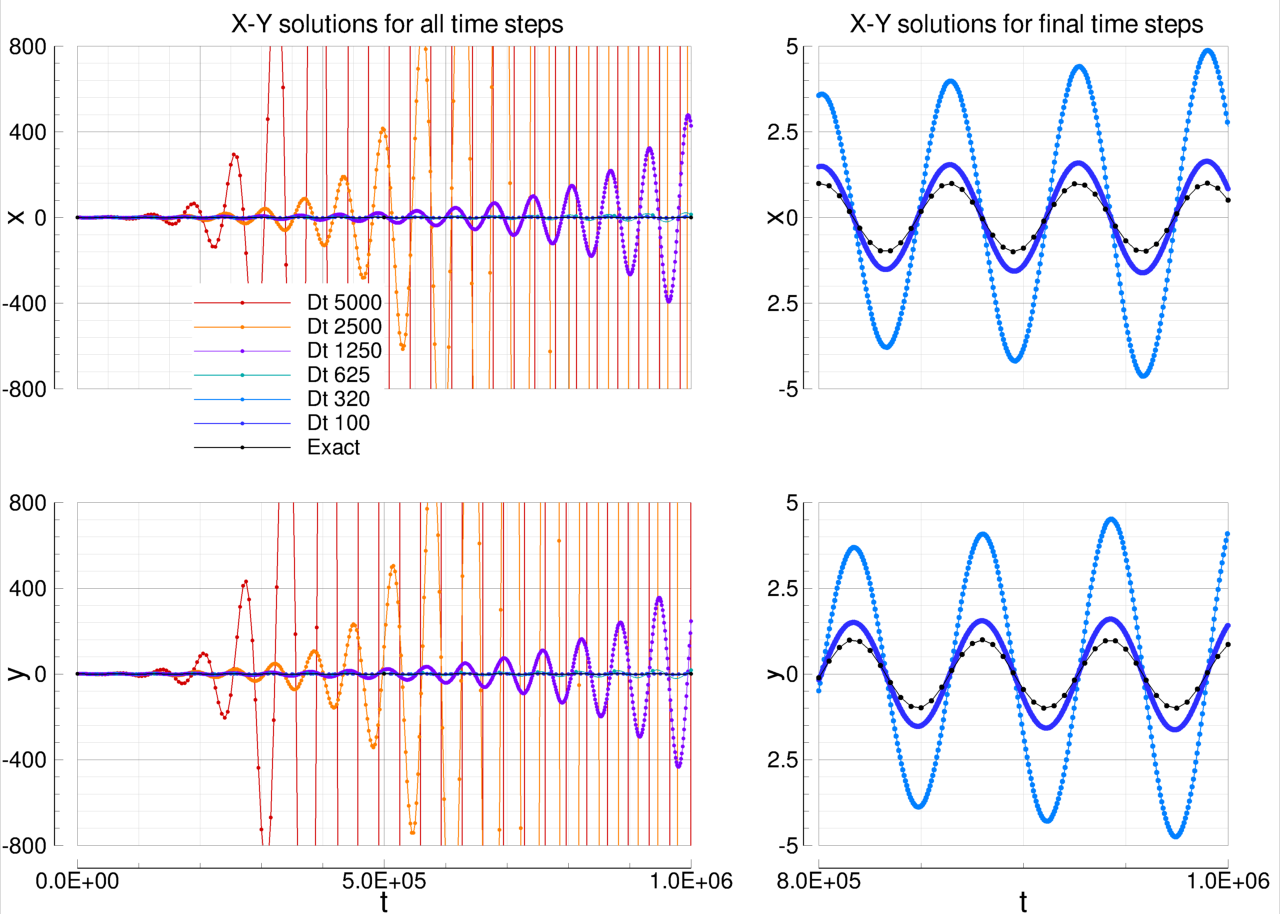 X-Y solutions for all time steps
X-Y solutions for final time steps
800
400
0
-400
-800
x
5
2.5
0
2.5
-5
x
Dt 5000
Dt 2500
Dt 1250
Dt 625
Dt 320
Dt 100
Exact
800
400
0
-400
-800
y
0.0E+00
5.0E+05
1.0E+06
t
5
2.5
0
2.5
-5
y
8.0E+05
1.0E+06
t